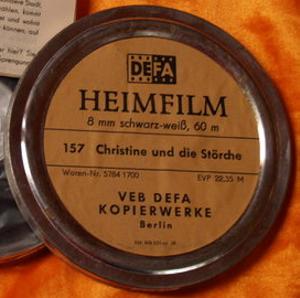 DEFA
HEIMFILM
8 mm schwarz-weiß, 60 m
157 Christine und die Störche
Waren-Nr. 5784 1700 EVP 22,35 M
VEB DEFA
KOPIERWERKE
Berlin